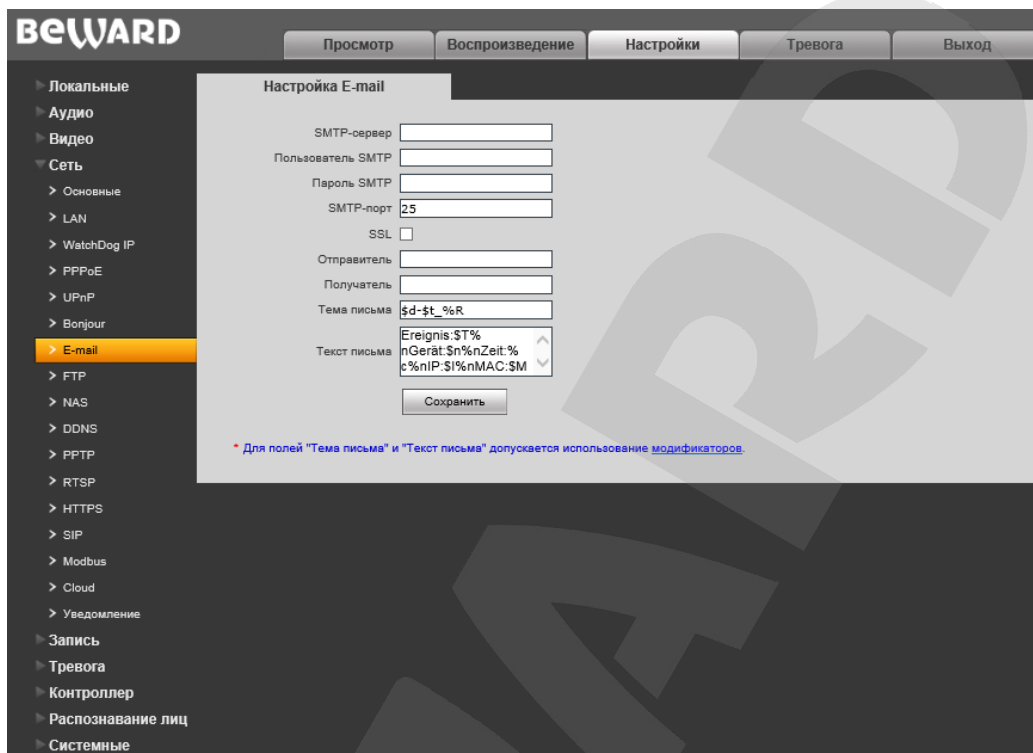 BEWARD
Просмотр Воспроизведение Настройки Тревога Выход
Локальные
Аудио
Видео
Сеть
Основные
LAN
WatchDog IP
PPPoE
UPnP
Bonjour
E-mail
FTP
NAS
DDNS
PPTP
RTSP
HTTPS
SIP
Modbus
Cloud
Уведомление
Запись
Тревога
Контроллер
Распознавание лиц
Системные
Настройка E-mail
SMTP-сервер
Пользователь SMTP
Пароль SMTP
SMTP-порт 25
SSL
Отправитель
Получатель
Тема письма $d-$t_%R
Текст письма
Ereignis:$T%
nGerät:$n%nZeit:%
c%nIP:$I%nMAC:$M
Сохранить
* Для полей "Тема письма" и "Текст письма" допускается использование модификаторов.